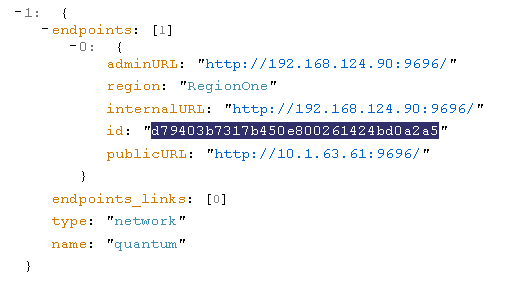 -1: {
-endpoints: [1]
-0: {
adminURL: "http://192.168.124.90:9696/"
region: "RegionOne"
internalURL: "http://192.168.124.90:9696/"
id: "d79403b7317b450e800261424bd0a2a5"
publicURL: "http://10.1.63.61:9696/"
}
endpoints_links: [0]
type: "network"
name: "quantum"
}